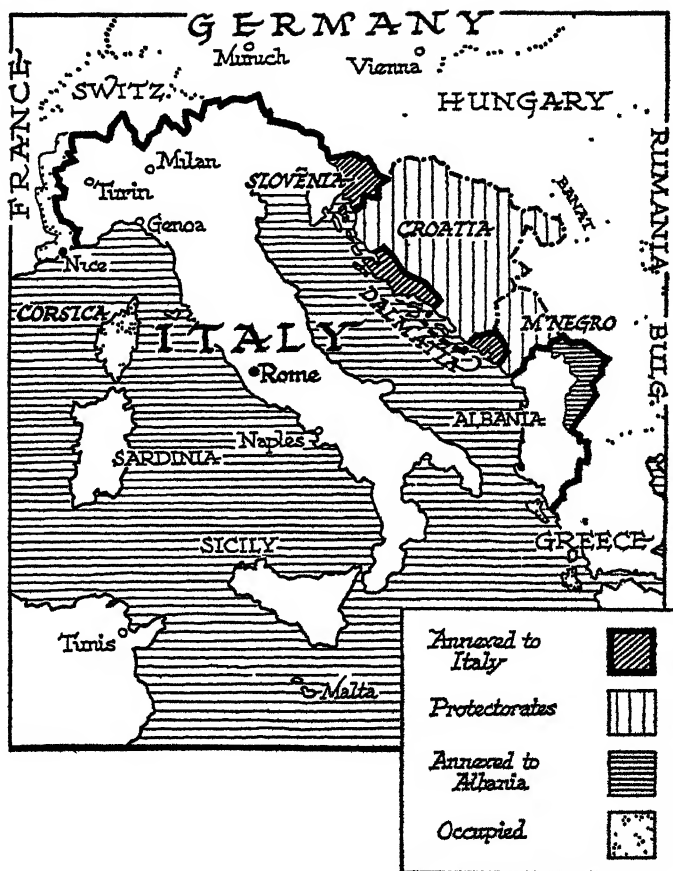 GERMANY
Munich
Vienna
SWITZ
HUNGARY
FRANCE
RUMANIA
Milan
Turin
SLOVENIA
BANAT
Genoa
CROATIA
Nice
CORSICA
DALMATIA
M'NEGRO
ITALY
BULG.
Rome
ALBANIA
Naples
SARDINIA
SICILY
GREECE
Tunis
Malta
Annexed to
Italy
Protectorates
Annexed to
Albania
Occupied